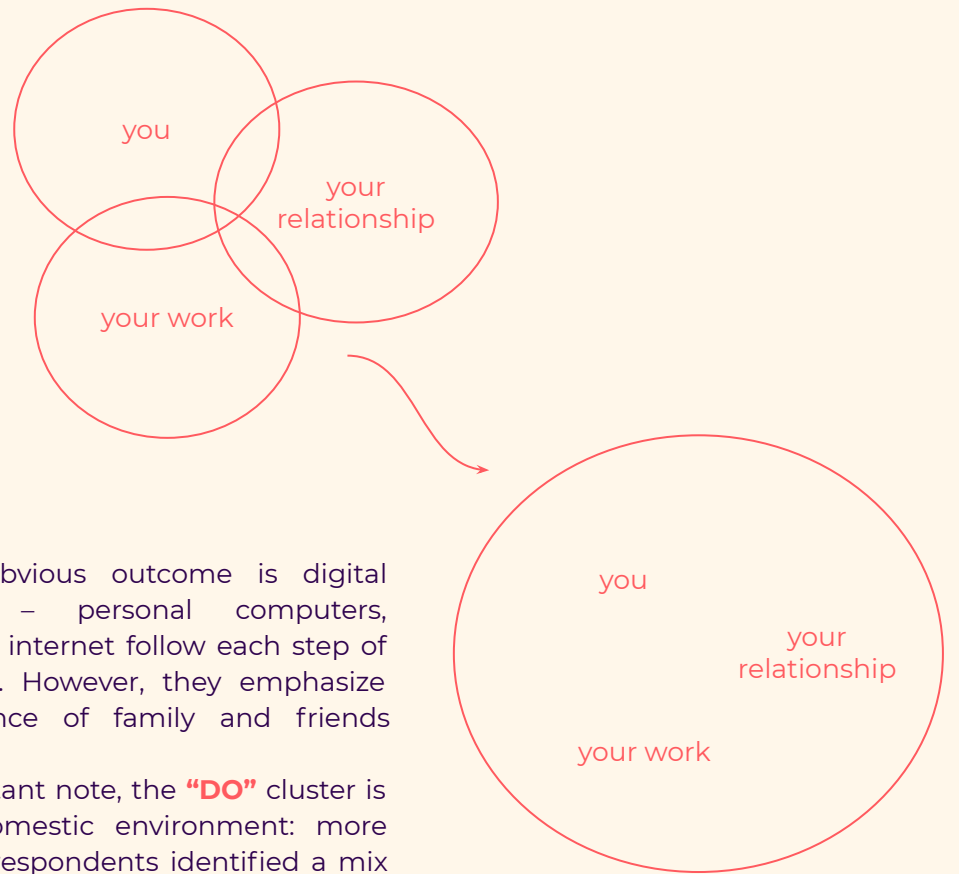 you
your
relationship
your work
bvious outcome is digital
– personal computers,
internet follow each step of
. However, they emphasize
nce of family and friends
ant note, the “DO” cluster is
omestic environment: more
respondents identified a mix
you
your
relationship
your work